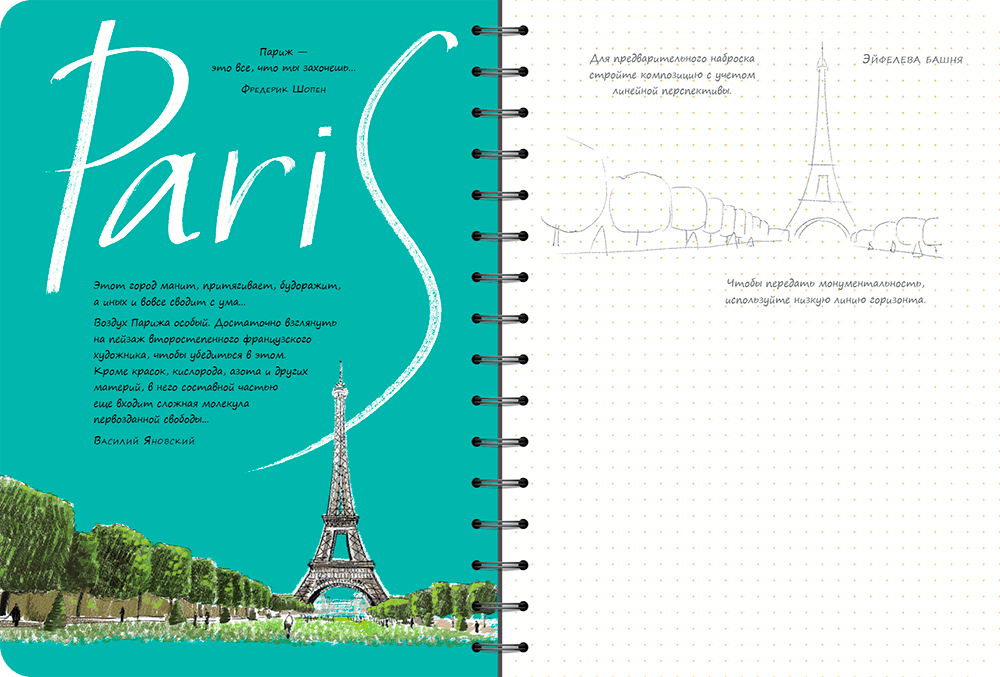 Paris
Париж —
это все, что ты захочешь...
Фредерик Шопен
Этот город манит, притягивает, будоражит,
а иных и вовсе сводит с ума...
Воздух Парижа особый. Достаточно взглянуть
на пейзаж второстепенного французского
художника, чтобы убедиться в этом.
Кроме красок, кислорода, азота и других
материй, в него составной частью
еще входит сложная молекула
первозданной свободы...
Василий Яновский
Для предварительного наброска
стройте композицию с учетом
линейной перспективы.
Эйфелева башня
Чтобы передать монументальность,
используйте низкую линию горизонта.